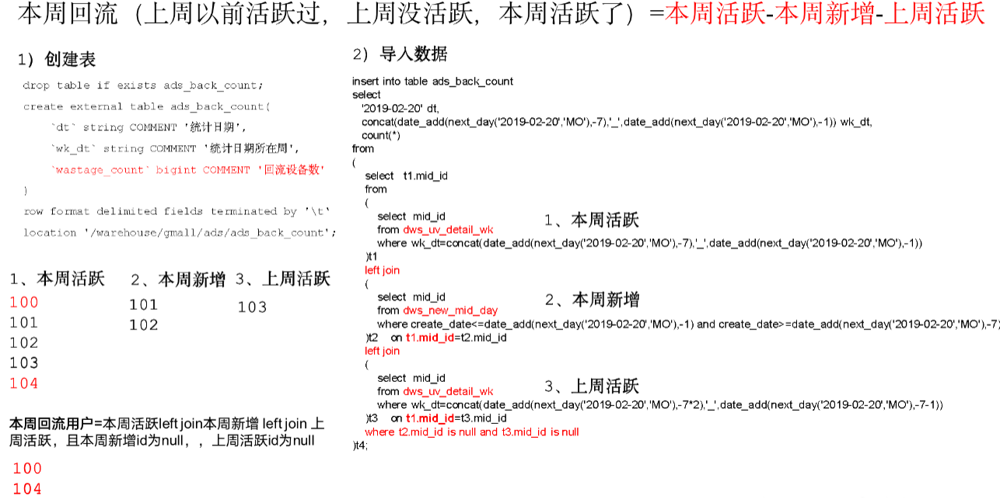 本周回流（上周以前活跃过，上周没活跃，本周活跃了）=本周活跃-本周新增-上周活跃
1）创建表
drop table if exists ads_back_count;
create external table ads_back_count(
`dt` string COMMENT '统计日期',
`wk_dt` string COMMENT '统计日期所在周',
`wastage_count` bigint COMMENT '回流设备数'
)
row format delimited fields terminated by '\t'
location '/warehouse/gmall/ads/ads_back_count';
1、本周活跃 2、本周新增 3、上周活跃
100 101 103
101 102
102
103
104
本周回流用户=本周活跃left join本周新增 left join 上
周活跃，且本周新增id为null，，上周活跃id为null
100
104
2）导入数据
insert into table ads_back_count
select
'2019-02-20' dt,
concat(date_add(next_day('2019-02-20','MO'),-7),'_',date_add(next_day('2019-02-20','MO'),-1)) wk_dt,
count(*)
from
(
select t1.mid_id
from
(
select mid_id
from dws_uv_detail_wk 1、本周活跃
where wk_dt=concat(date_add(next_day('2019-02-20','MO'),-7),'_',date_add(next_day('2019-02-20','MO'),-1))
)t1
left join
(
select mid_id
from dws_new_mid_day 2、本周新增
where create_date<=date_add(next_day('2019-02-20','MO'),-1) and create_date>=date_add(next_day('2019-02-20','MO'),-7)
)t2 on t1.mid_id=t2.mid_id
left join
(
select mid_id
from dws_uv_detail_wk 3、上周活跃
where wk_dt=concat(date_add(next_day('2019-02-20','MO'),-7*2),'_',date_add(next_day('2019-02-20','MO'),-7-1))
)t3 on t1.mid_id=t3.mid_id
where t2.mid_id is null and t3.mid_id is null
)t4;